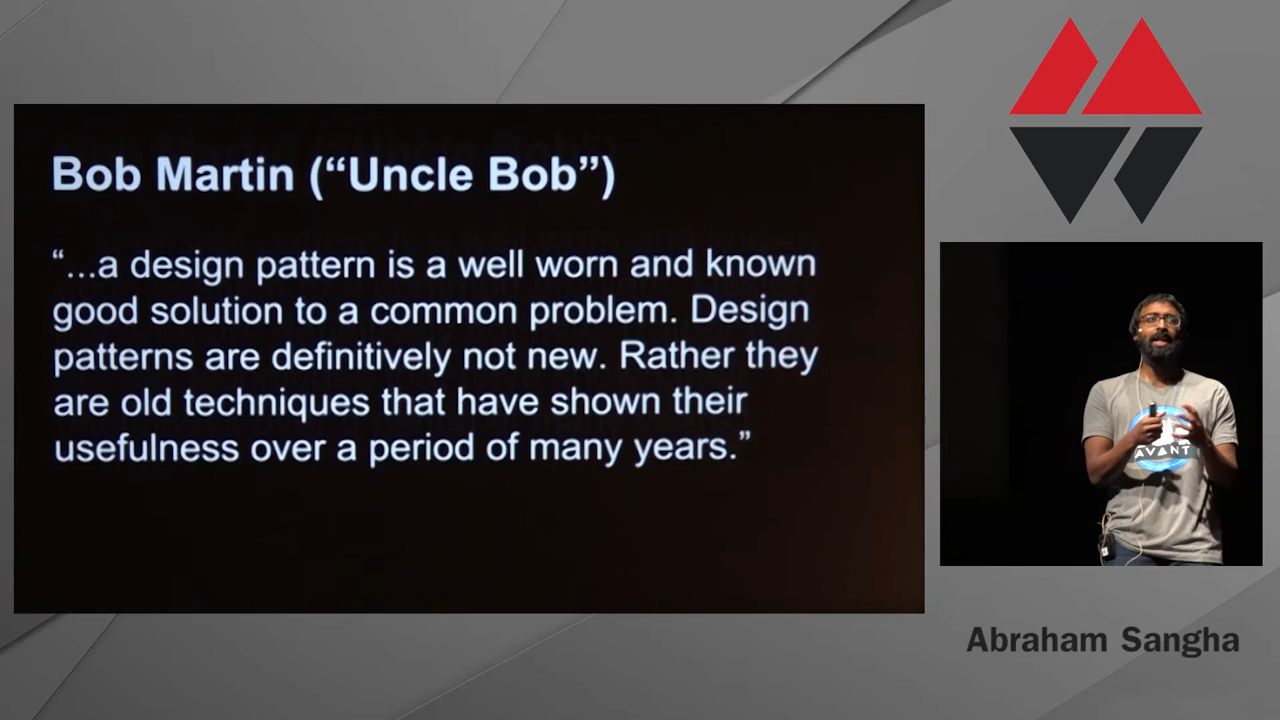 Bob Martin (“Uncle Bob”)
“...a design pattern is a well worn and known
good solution to a common problem. Design
patterns are definitively not new. Rather they
are old techniques that have shown their
usefulness over a period of many years.”
AVANT
Abraham Sangha